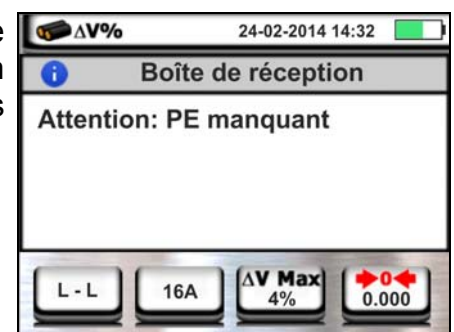 ΔV% 24-02-2014 14:32
Boîte de réception
Attention: PE manquant
L - L 16A ΔV Max 4% 0 0.000